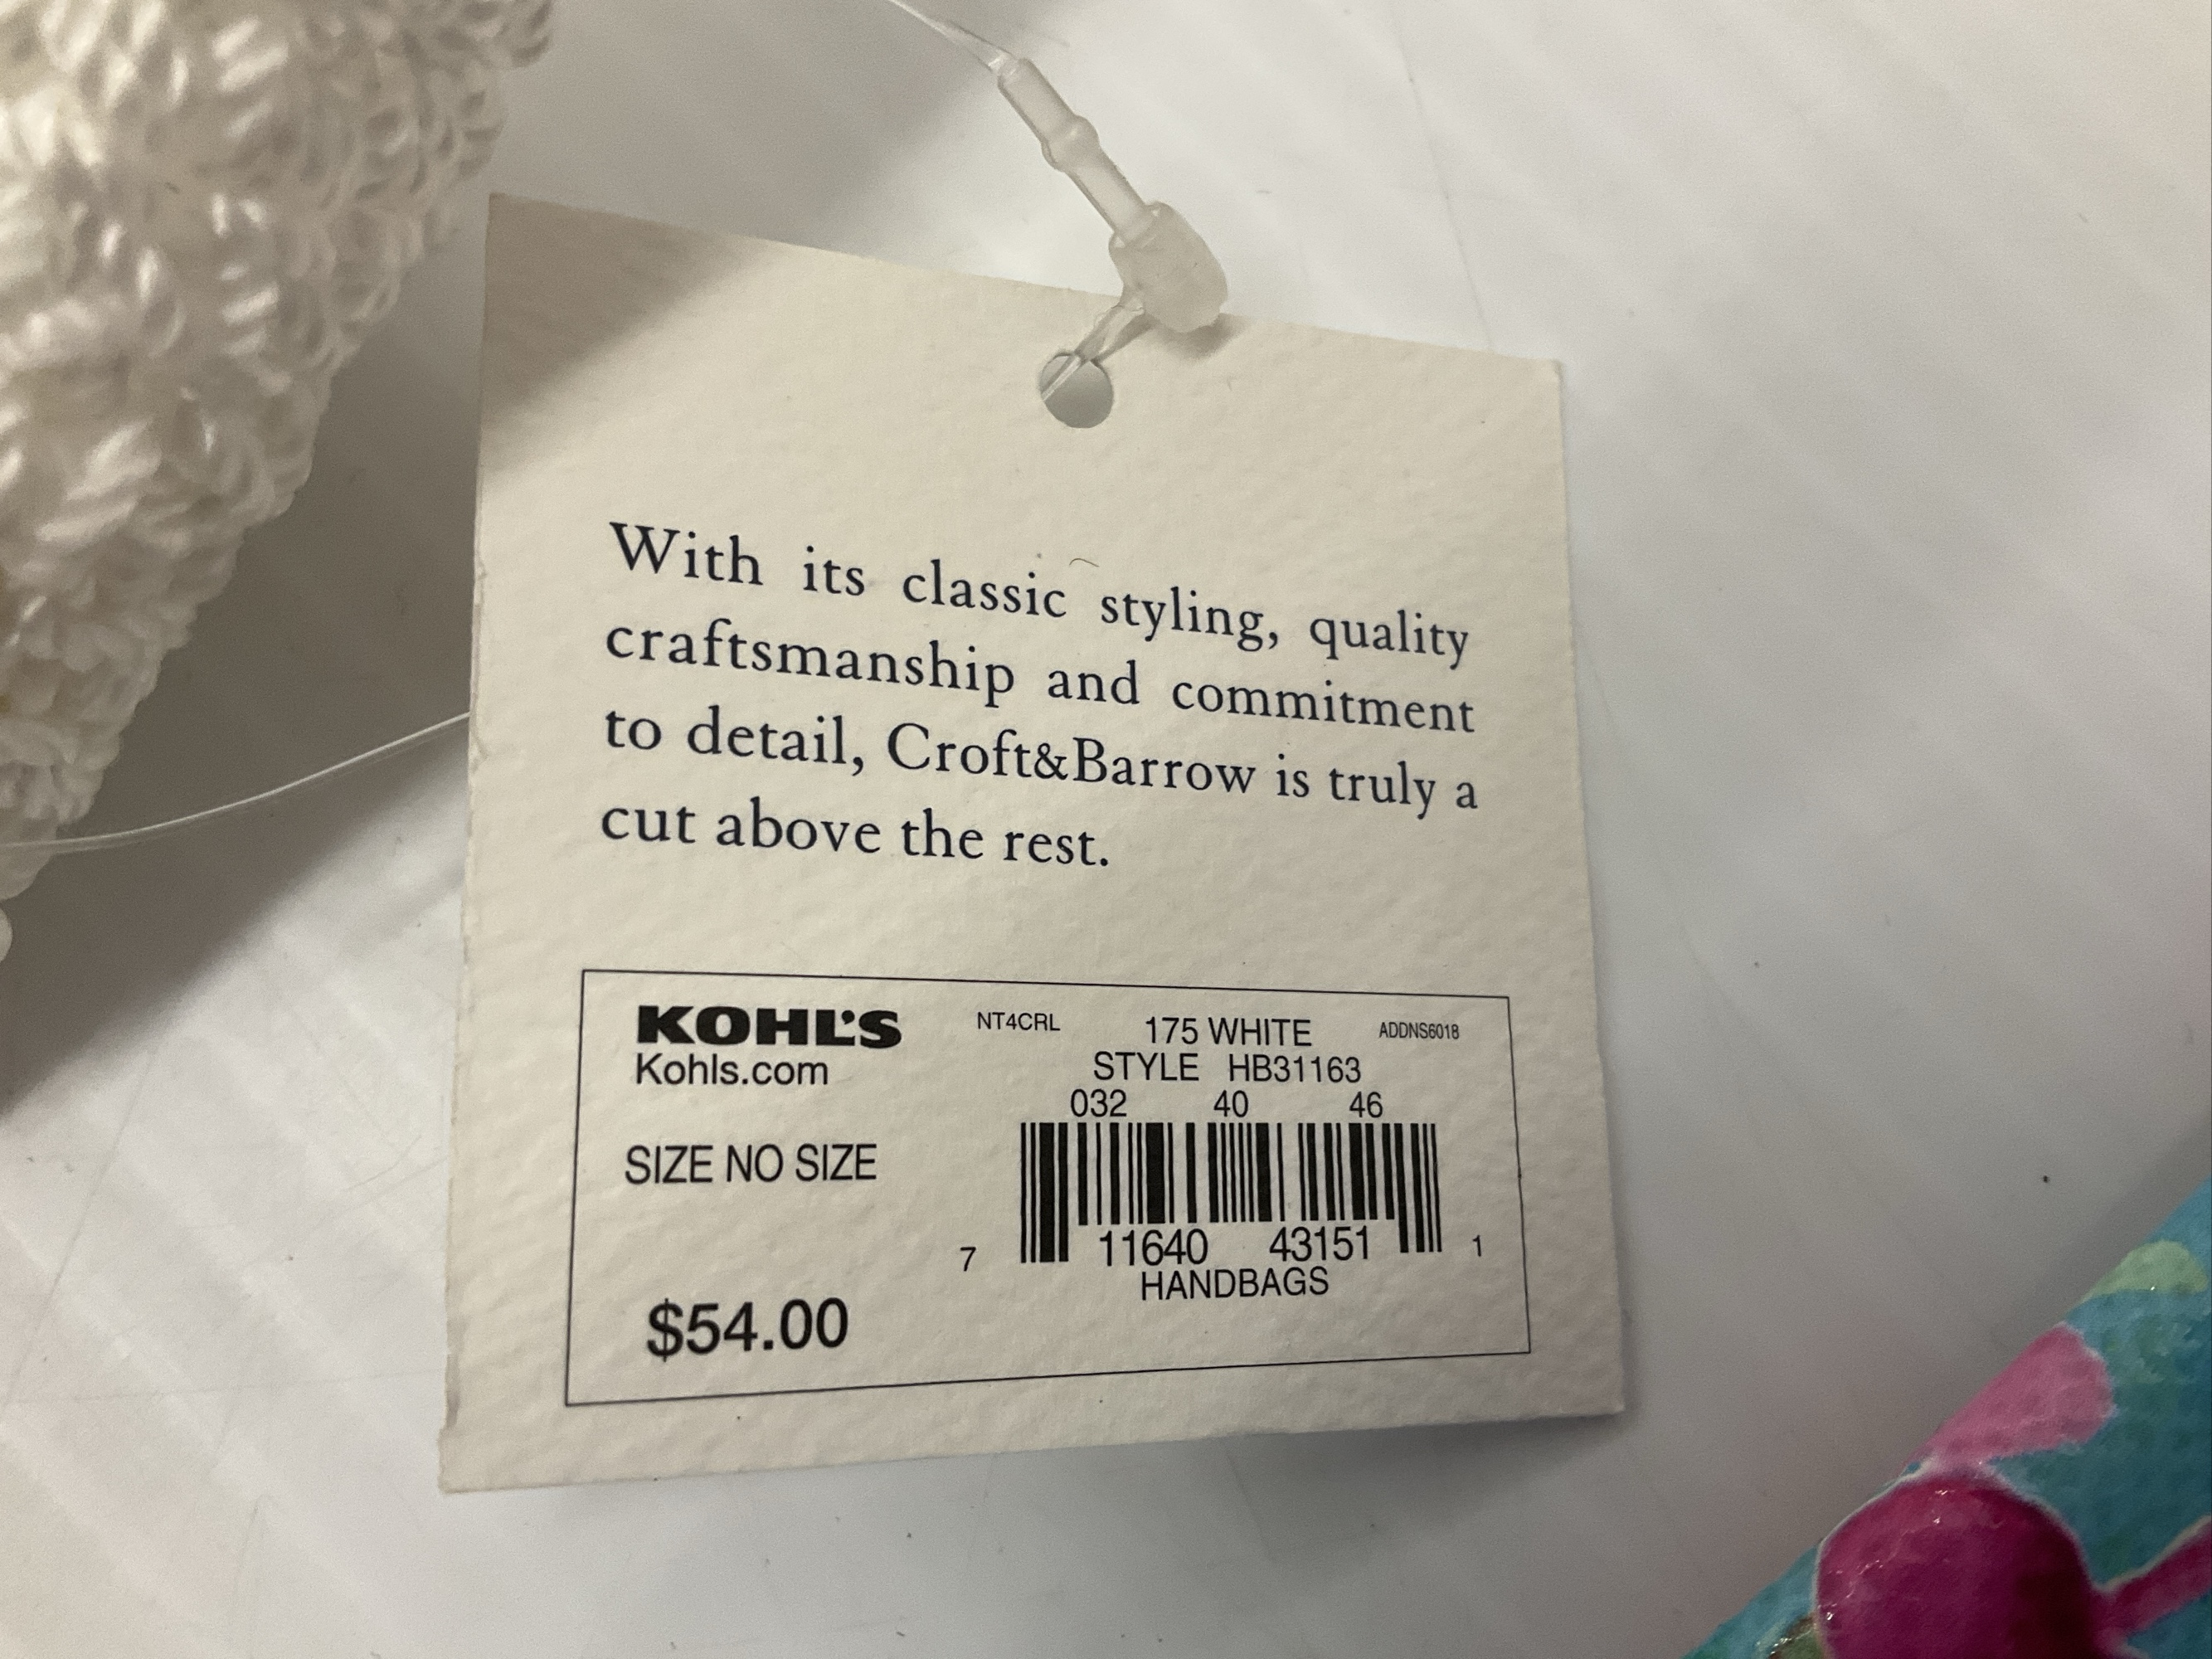 With its classic styling, quality
craftsmanship and commitment
to detail, Croft&Barrow is truly a
cut above the rest.
KOHL'S
Kohls.com
SIZE NO SIZE
$54.00
NT4CRL 175 WHITE ADDNS6018
STYLE HB31163
032 40 46
7 11640 43151 1
HANDBAGS